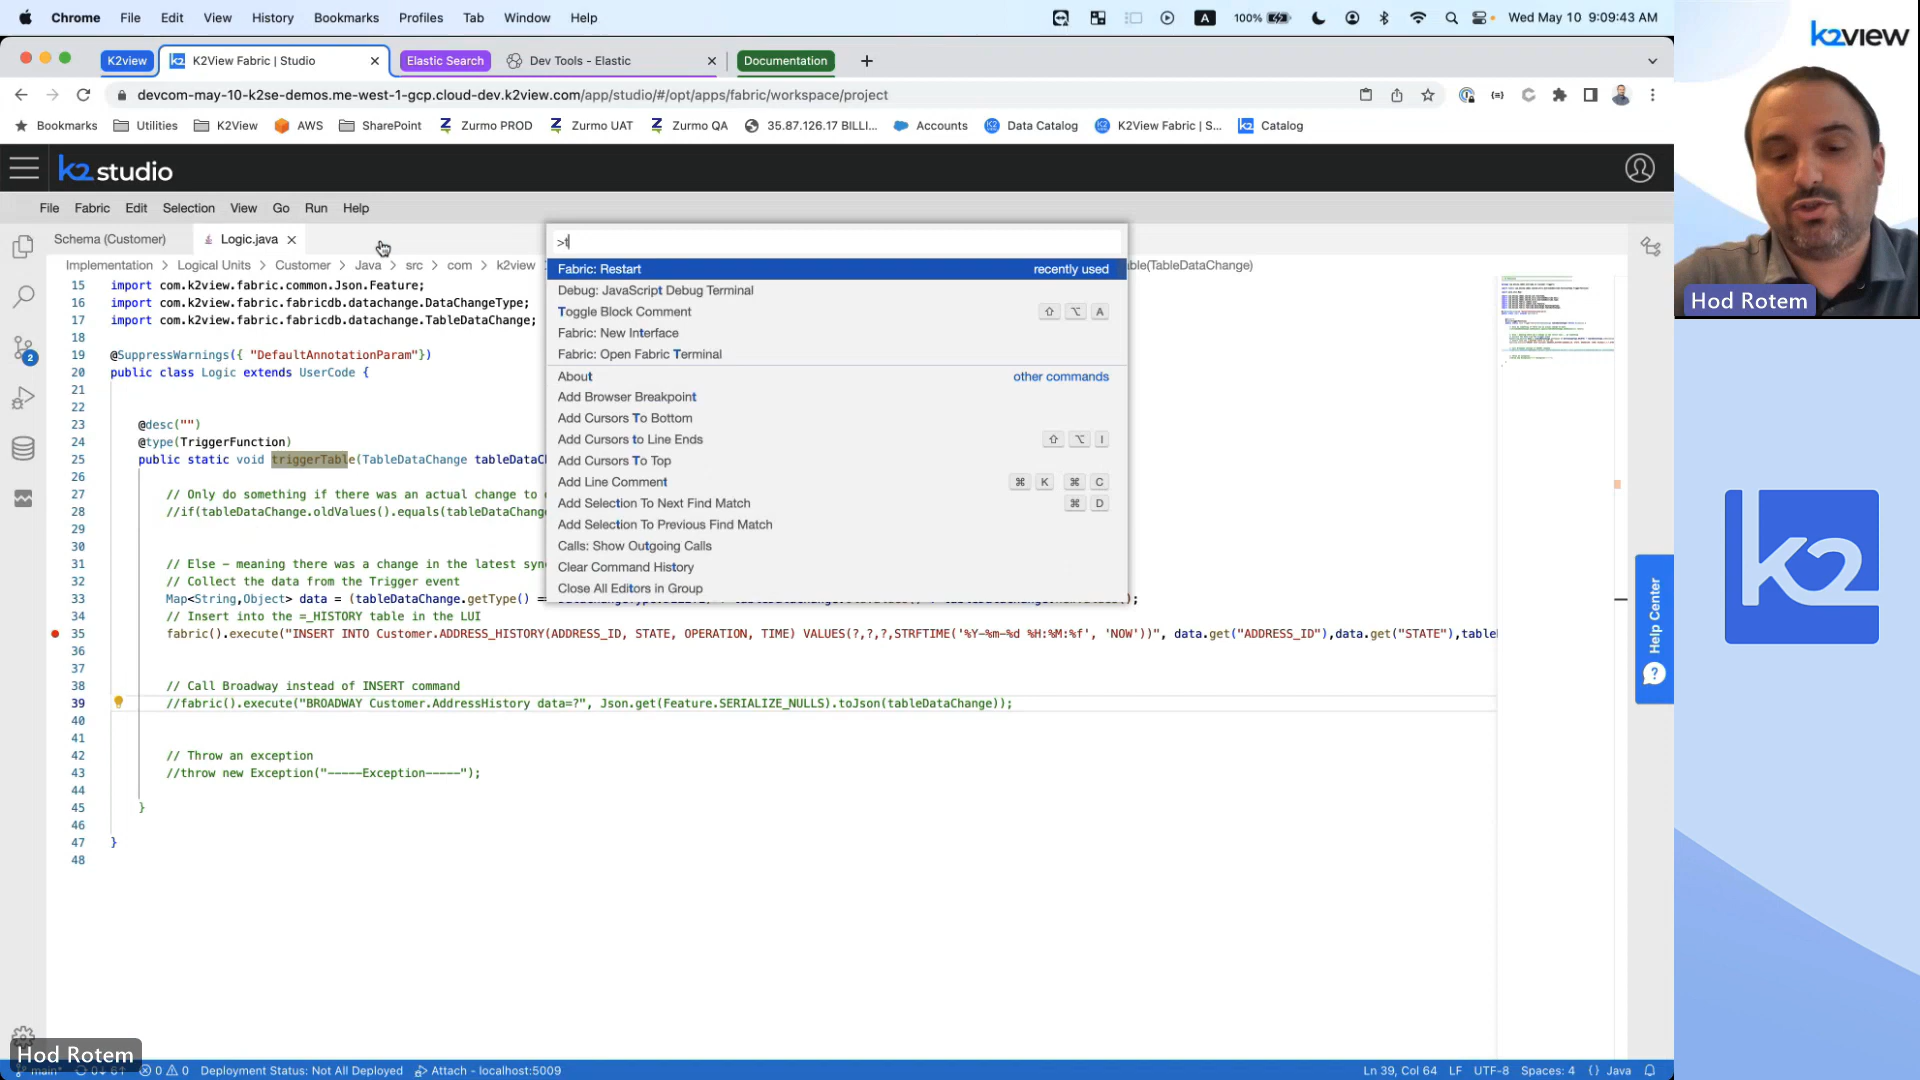 Chrome File Edit View History Bookmarks Profiles Tab Window Help
A 100% Wed May 10 9:09:43 AM
K2view K2View Fabric | Studio Elastic Search Dev Tools - Elastic Documentation
devcom-may-10-k2se-demos.me-west-1-gcp.cloud-dev.k2view.com/app/studio/#/opt/apps/fabric/workspace/project
Bookmarks Utilities K2View AWS SharePoint Zurmo PROD Zurmo UAT Zurmo QA 35.87.126.17 BILLI... Accounts Data Catalog K2View Fabric | S... Catalog
k2view
k2 studio
File Fabric Edit Selection View Go Run Help
Schema (Customer) Logic.java
Implementation Logical Units Customer Java src com k2view ble(TableDataChange)
>t
Fabric: Restart recently used
Debug: JavaScript Debug Terminal
Toggle Block Comment ⇧ ⌥ A
Fabric: New Interface
Fabric: Open Fabric Terminal
About other commands
Add Browser Breakpoint
Add Cursors To Bottom
Add Cursors to Line Ends ⇧ ⌥ I
Add Cursors To Top
Add Line Comment ⌘ K ⌘ C
Add Selection To Next Find Match ⌘ D
Add Selection To Previous Find Match
Calls: Show Outgoing Calls
Clear Command History
Close All Editors in Group
15 import com.k2view.fabric.common.Json.Feature;
16 import com.k2view.fabric.fabricdb.datachange.DataChangeType;
17 import com.k2view.fabric.fabricdb.datachange.TableDataChange;
18
19 @SuppressWarnings({ "DefaultAnnotationParam"})
20 public class Logic extends UserCode {
21
22
23 @desc("")
24 @type(TriggerFunction)
25 public static void triggerTable(TableDataChange tableDataC
26
27 // Only do something if there was an actual change to
28 //if(tableDataChange.oldValues().equals(tableDataChange
29
30
31 // Else - meaning there was a change in the latest syn
32 // Collect the data from the Trigger event
33 Map<String,Object> data = (tableDataChange.getType() ==
34 // Insert into the =_HISTORY table in the LUI
35 fabric().execute("INSERT INTO Customer.ADDRESS_HISTORY(ADDRESS_ID, STATE, OPERATION, TIME) VALUES(?,?,?,STRFTIME('%Y-%m-%d %H:%M:%f', 'NOW'))", data.get("ADDRESS_ID"),data.get("STATE"),table
36
37
38 // Call Broadway instead of INSERT command
39 //fabric().execute("BROADWAY Customer.AddressHistory data=?", Json.get(Feature.SERIALIZE_NULLS).toJson(tableDataChange));
40
41
42 // Throw an exception
43 //throw new Exception("-----Exception-----");
44
45 }
46
47 }
48
2
Help Center
?
Hod Rotem
k2
Hod Rotem
main* 0↓ 6↑ 0 0 Deployment Status: Not All Deployed Attach - localhost:5009 Ln 39, Col 64 LF UTF-8 Spaces: 4 {} Java